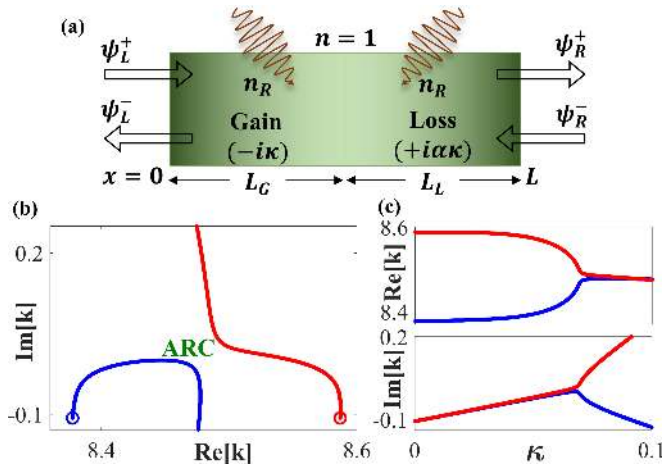 (a)
n = 1
ψ_L^+
ψ_R^+
n_R
n_R
ψ_L^-
Gain
Loss
ψ_R^-
(−iκ)
(+iακ)
x = 0
L_G
L_L
L
(b)
0.2
Im[k]
ARC
-0.1
8.4
Re[k]
8.6
(c)
8.6
Re[k]
8.4
0.2
Im[k]
-0.1
0
κ
0.1